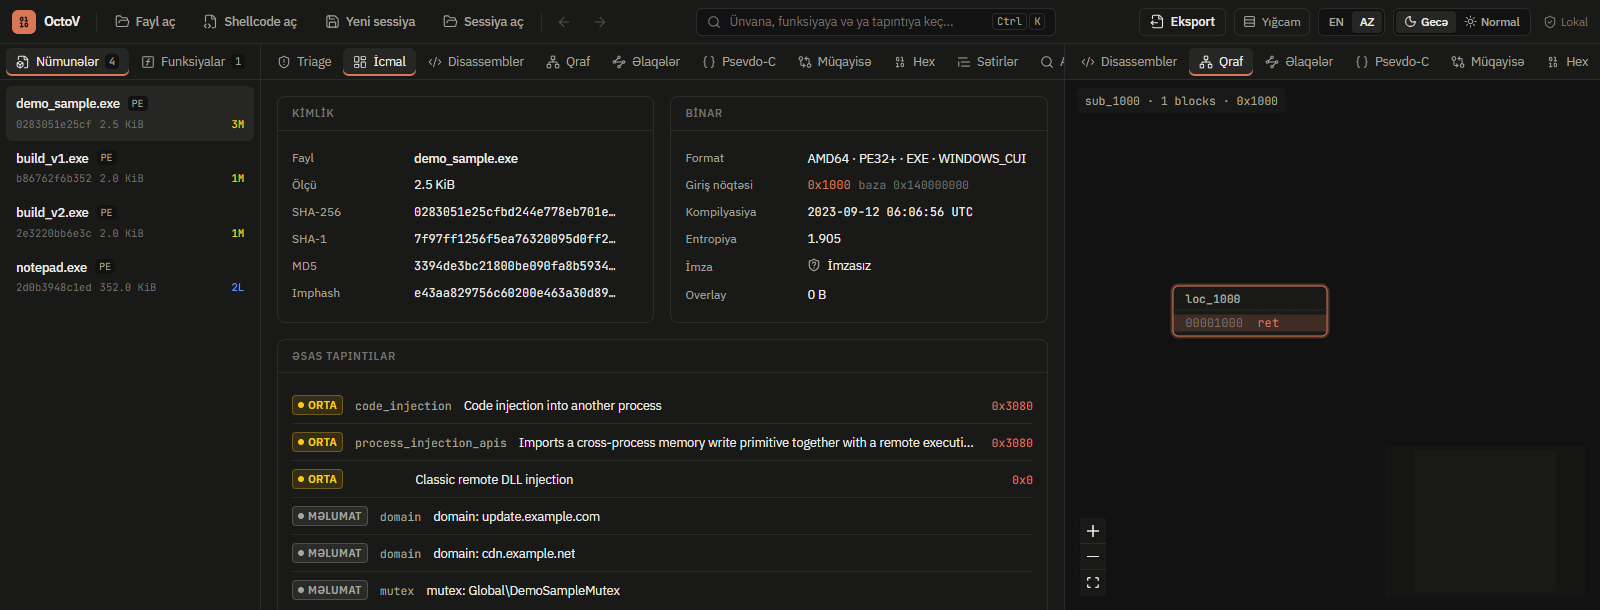 OctoV
Fayl aç
Shellcode aç
Yeni sessiya
Sessiya aç
Ünvana, funksiyaya və ya tapıntıya keç...
Ctrl K
Eksport
Yığcam
EN AZ
Gecə
Normal
Lokal
Nümunələr 4
Funksiyalar 1
Triage
İcmal
Disassembler
Qraf
Əlaqələr
Psevdo-C
Müqayisə
Hex
Sətirlər
Disassembler
Qraf
Əlaqələr
Psevdo-C
Müqayisə
Hex
demo_sample.exe PE
0283051e25cf 2.5 KiB 3M
build_v1.exe PE
b86762f6b352 2.0 KiB 1M
build_v2.exe PE
2e3220bb6e3c 2.0 KiB 1M
notepad.exe PE
2d0b3948c1ed 352.0 KiB 2L
KİMLİK
Fayl demo_sample.exe
Ölçü 2.5 KiB
SHA-256 0283051e25cfbd244e778eb701e…
SHA-1 7f97ff1256f5ea76320095d0ff2…
MD5 3394de3bc21800be090fa8b5934…
Imphash e43aa829756c60200e463a30d89…
BİNAR
Format AMD64 · PE32+ · EXE · WINDOWS_CUI
Giriş nöqtəsi 0x1000 baza 0x140000000
Kompilyasiya 2023-09-12 06:06:56 UTC
Entropiya 1.905
İmza İmzasız
Overlay 0 B
ƏSAS TAPINTILAR
ORTA code_injection Code injection into another process 0x3080
ORTA process_injection_apis Imports a cross-process memory write primitive together with a remote executi… 0x3080
ORTA Classic remote DLL injection 0x0
MƏLUMAT domain domain: update.example.com
MƏLUMAT domain domain: cdn.example.net
MƏLUMAT mutex mutex: Global\DemoSampleMutex
sub_1000 · 1 blocks · 0x1000
loc_1000
00001000 ret